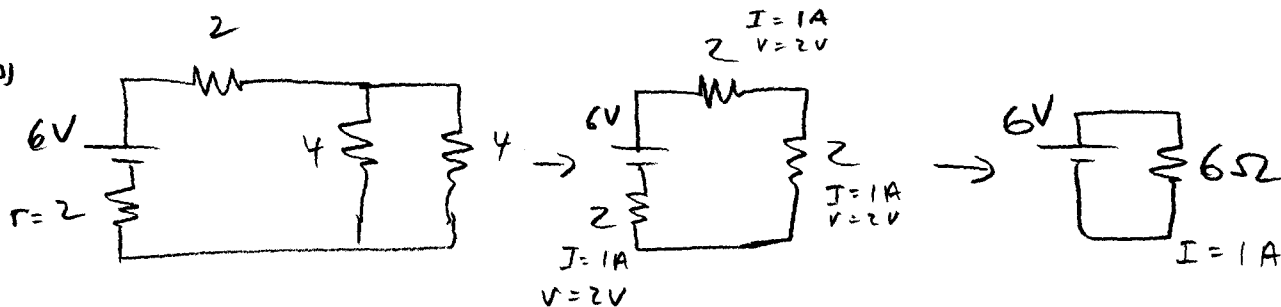 2
6V
4
4
r = 2
→
I = 1A
V = 2V
2
6V
2
I = 1A
V = 2V
2
I = 1A
V = 2V
→
6V
6Ω
I = 1A